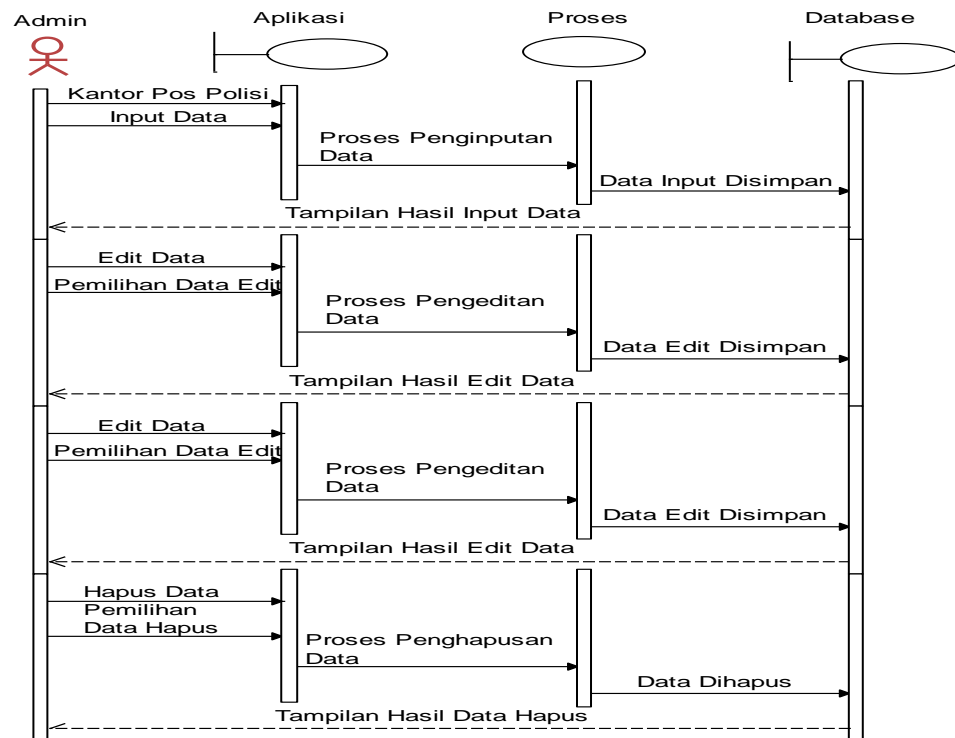 Admin
Aplikasi
Proses
Database
Kantor Pos Polisi
Input Data
Proses Penginputan
Data
Data Input Disimpan
Tampilan Hasil Input Data
Edit Data
Pemilihan Data Edit
Proses Pengeditan
Data
Data Edit Disimpan
Tampilan Hasil Edit Data
Edit Data
Pemilihan Data Edit
Proses Pengeditan
Data
Data Edit Disimpan
Tampilan Hasil Edit Data
Hapus Data
Pemilihan
Data Hapus
Proses Penghapusan
Data
Data Dihapus
Tampilan Hasil Data Hapus